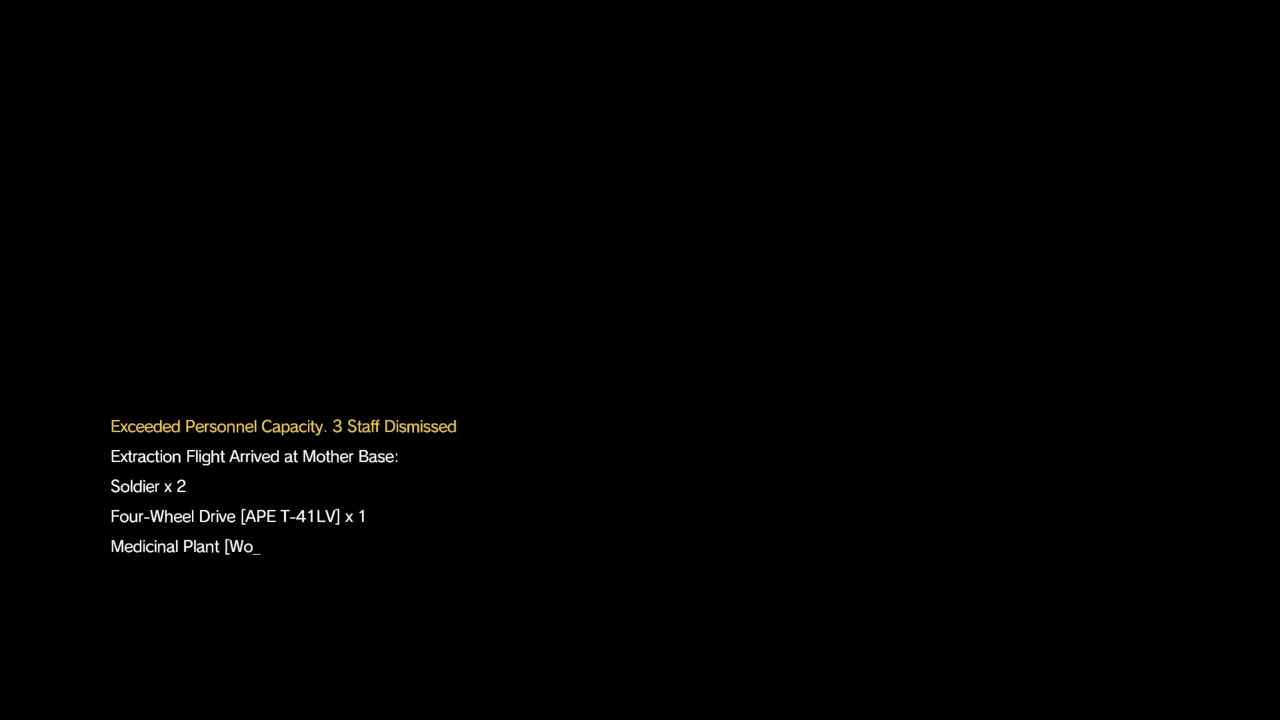 Exceeded Personnel Capacity. 3 Staff Dismissed
Extraction Flight Arrived at Mother Base:
Soldier x 2
Four-Wheel Drive [APE T-41LV] x 1
Medicinal Plant [Wo_